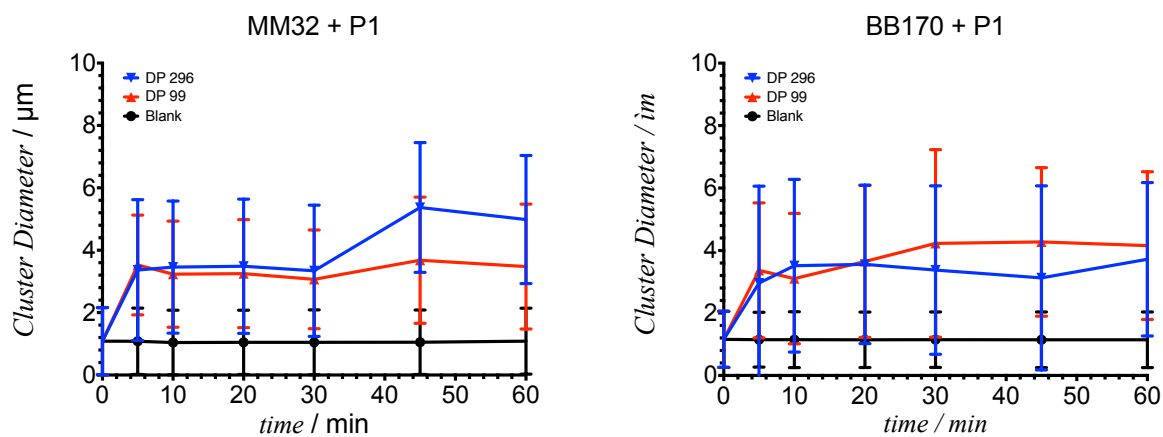 MM32 + P1
10
8
6
4
2
0
Cluster Diameter / µm
DP 296
DP 99
Blank
0 10 20 30 40 50 60
time / min
BB170 + P1
10
8
6
4
2
0
Cluster Diameter / ìm
DP 296
DP 99
Blank
0 10 20 30 40 50 60
time / min